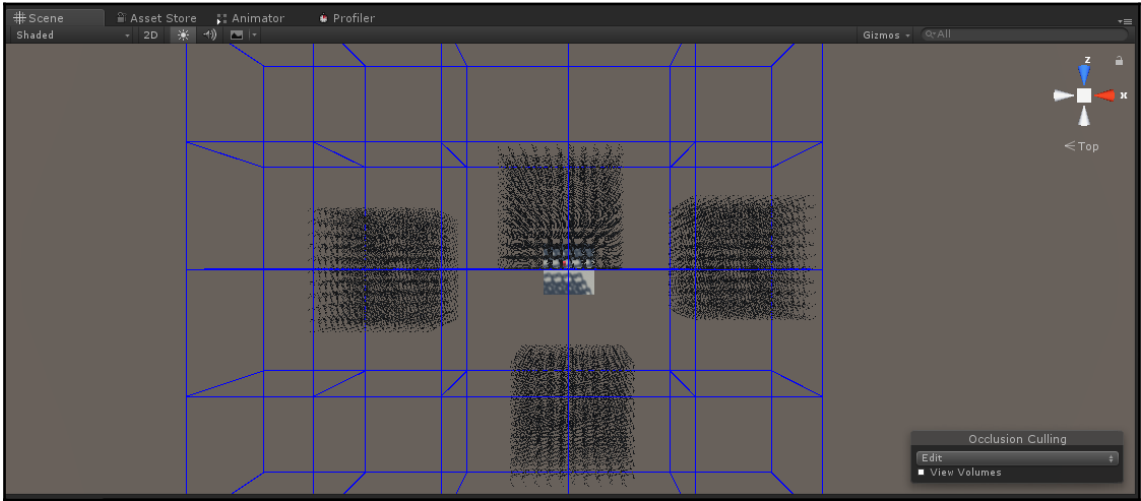 Scene Asset Store Animator Profiler
Shaded 2D Gizmos All
z
x
Top
Occlusion Culling
Edit
View Volumes